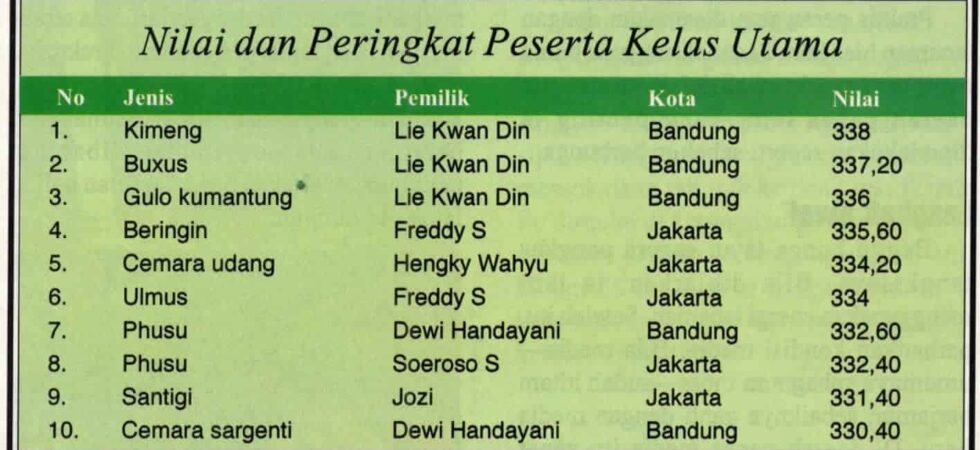 Nilai dan Peringkat Peserta Kelas Utama
No Jenis Pemilik Kota Nilai
1. Kimeng Lie Kwan Din Bandung 338
2. Buxus Lie Kwan Din Bandung 337,20
3. Gulo kumantung Lie Kwan Din Bandung 336
4. Beringin Freddy S Jakarta 335,60
5. Cemara udang Hengky Wahyu Jakarta 334,20
6. Ulmus Freddy S Jakarta 334
7. Phusu Dewi Handayani Bandung 332,60
8. Phusu Soeroso S Jakarta 332,40
9. Santigi Jozi Jakarta 331,40
10. Cemara sargenti Dewi Handayani Bandung 330,40